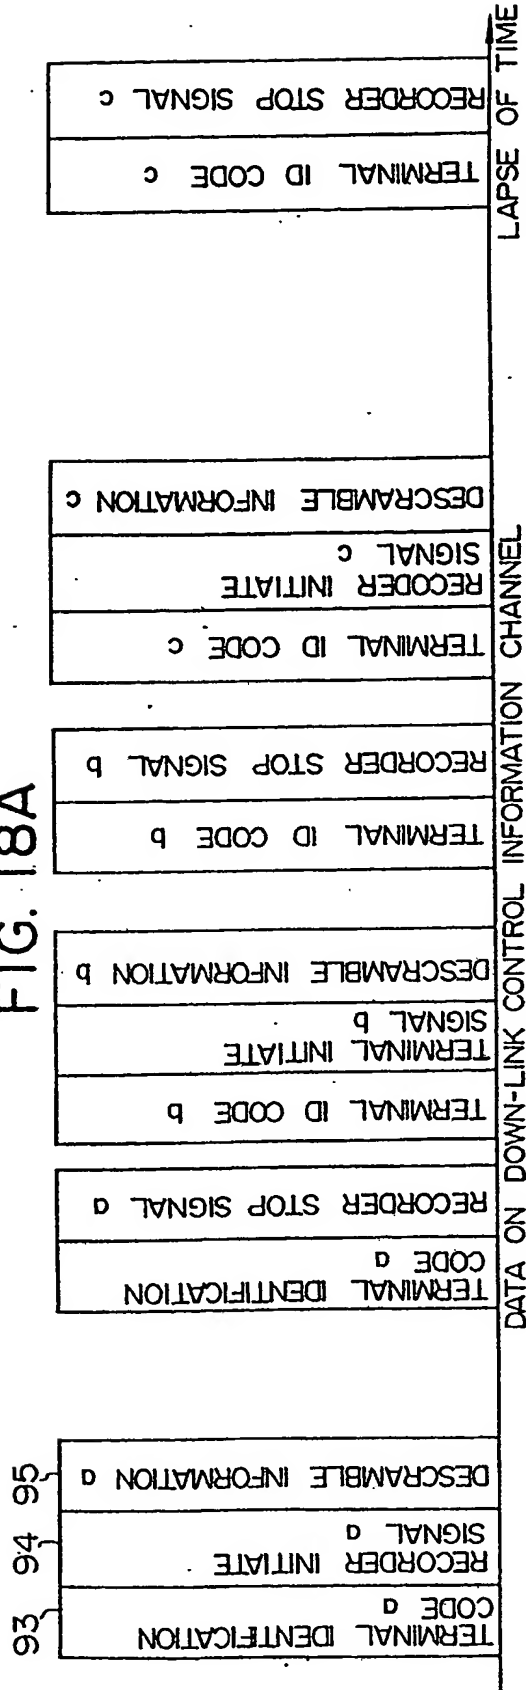 FIG. 18A
93
94
95
TERMINAL IDENTIFICATION
CODE a
RECORDER INITIATE
SIGNAL a
DESCRAMBLE INFORMATION a
TERMINAL IDENTIFICATION
CODE a
RECORDER STOP SIGNAL a
TERMINAL ID CODE b
TERMINAL INITIATE
SIGNAL b
DESCRAMBLE INFORMATION b
TERMINAL ID CODE b
RECORDER STOP SIGNAL b
TERMINAL ID CODE c
RECODER INITIATE
SIGNAL c
DESCRAMBLE INFORMATION c
TERMINAL ID CODE c
RECORDER STOP SIGNAL c
DATA ON DOWN-LINK CONTROL INFORMATION CHANNEL
LAPSE OF TIME